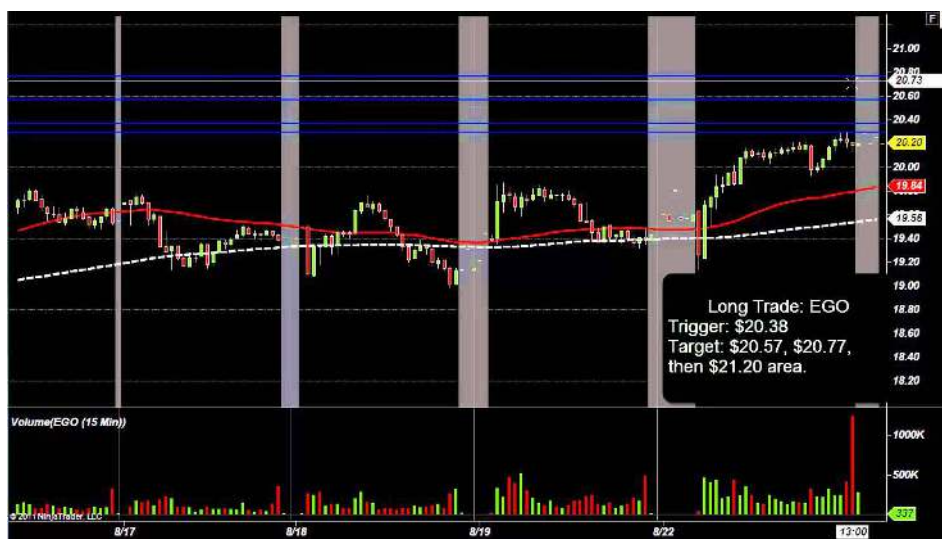 F
21.00
20.80
20.73
20.60
20.40
20.20
20.00
19.84
19.56
19.40
19.20
19.00
18.80
18.60
18.40
18.20
Long Trade: EGO
Trigger: $20.38
Target: $20.57, $20.77,
then $21.20 area.
Volume(EGO (15 Min))
1000K
500K
337
© 2011 NinjaTrader, LLC
8/17 8/18 8/19 8/22 13:00